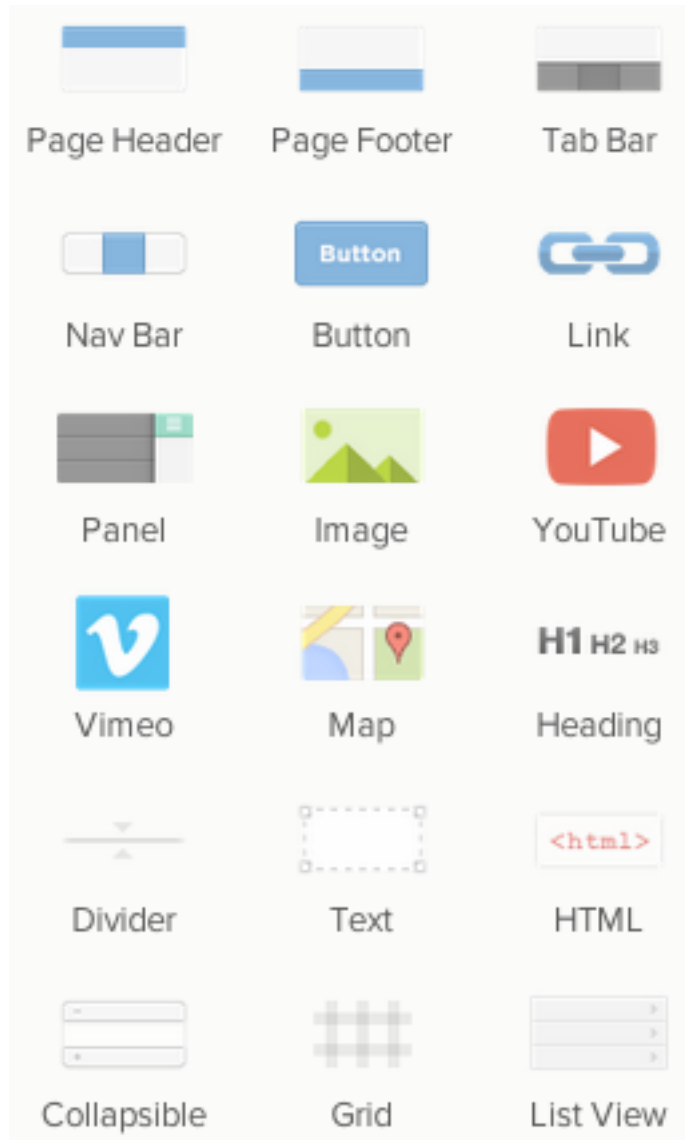 Page Header
Page Footer
Tab Bar
Button
Nav Bar
Button
Link
Panel
Image
YouTube
H1 H2 H3
Vimeo
Map
Heading
<html>
Divider
Text
HTML
Collapsible
Grid
List View